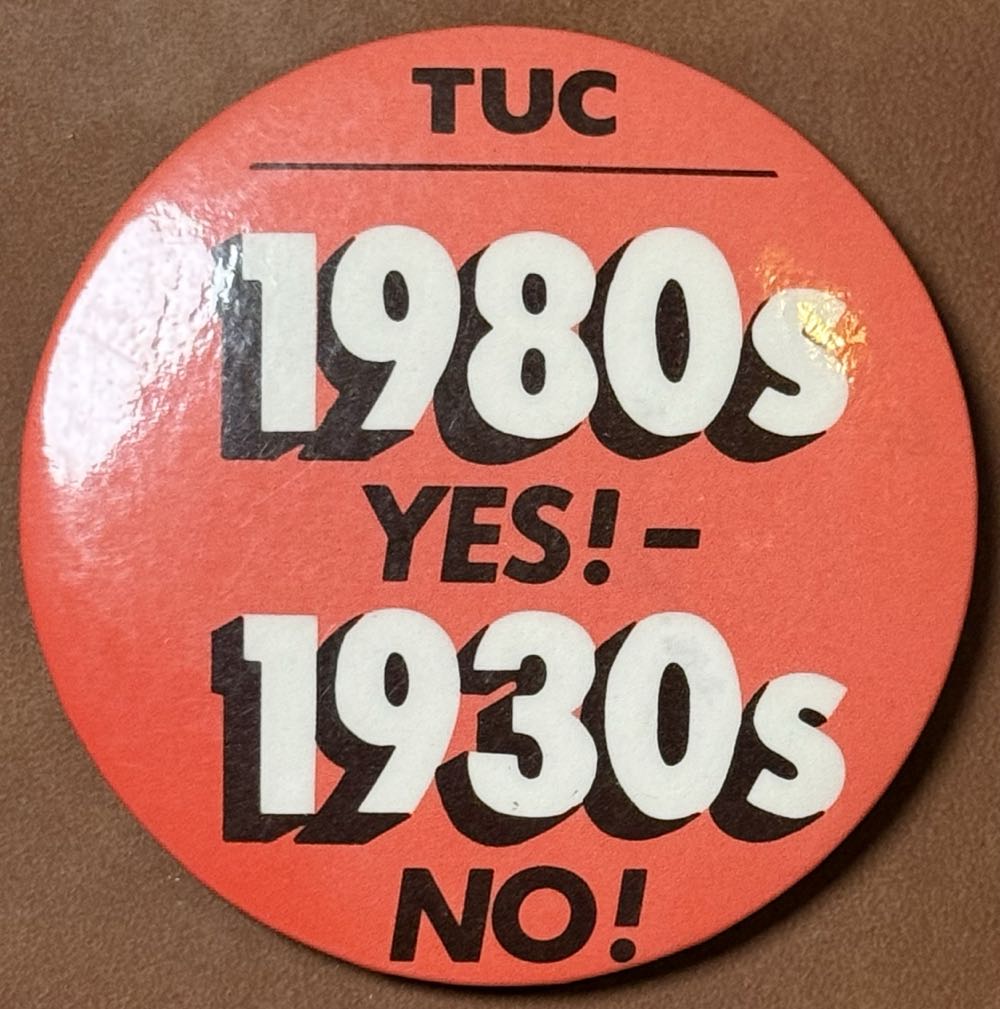 TUC
1980s
YES! -
1930s
NO!